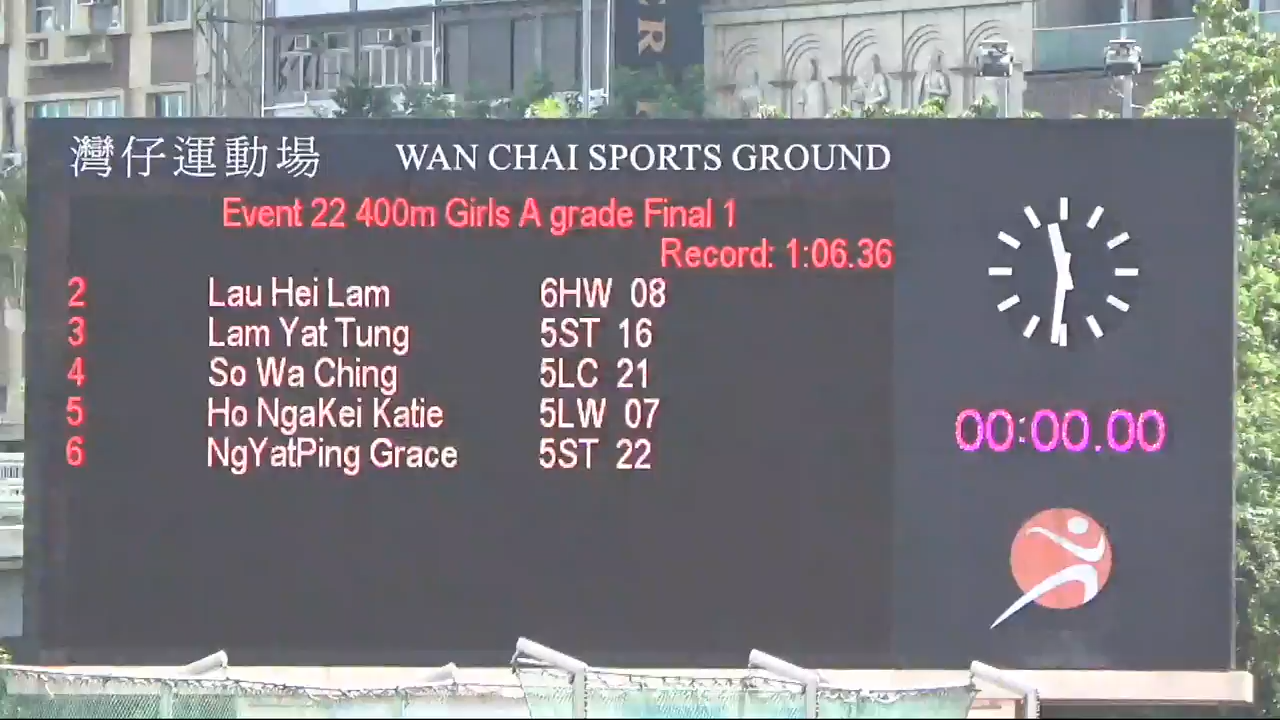 灣仔運動場 WAN CHAI SPORTS GROUND
Event 22 400m Girls A grade Final 1
Record: 1:06.36
2 Lau Hei Lam 6HW 08
3 Lam Yat Tung 5ST 16
4 So Wa Ching 5LC 21
5 Ho NgaKei Katie 5LW 07
6 NgYatPing Grace 5ST 22
00:00.00